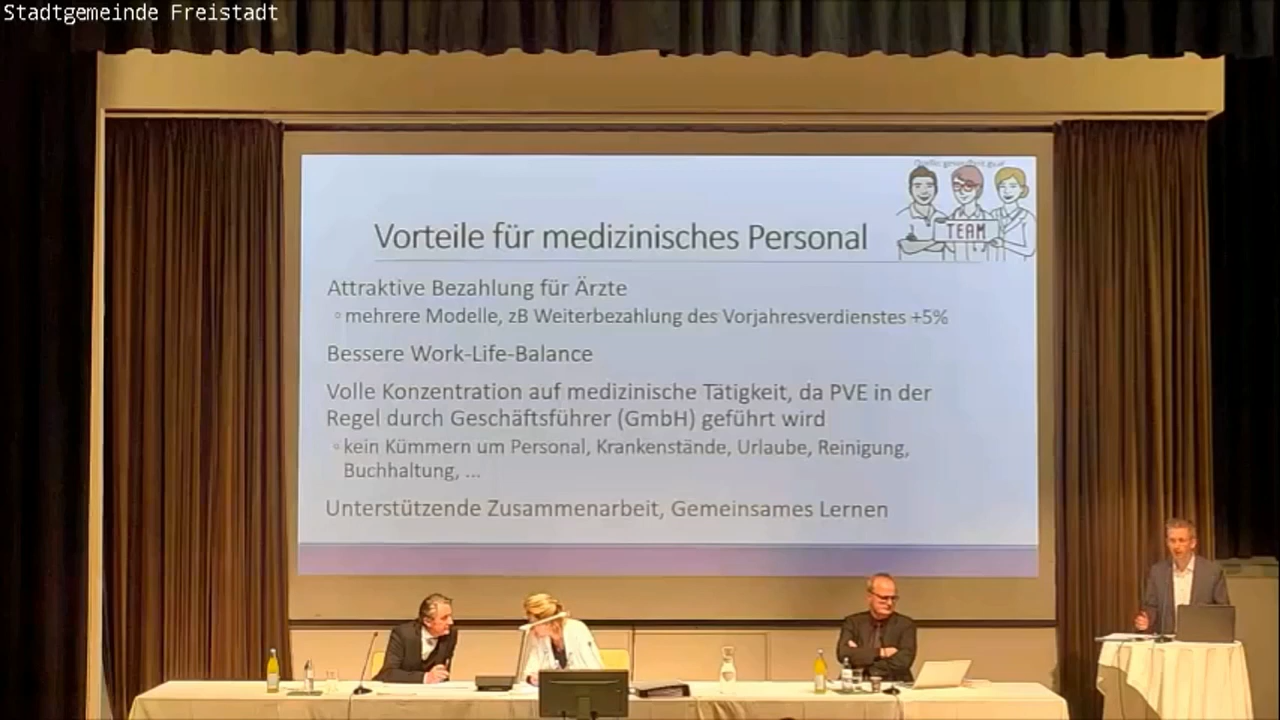 Stadtgemeinde Freistadt
Vorteile für medizinisches Personal
TEAM
Attraktive Bezahlung für Ärzte
◦ mehrere Modelle, zB Weiterbezahlung des Vorjahresverdienstes +5%
Bessere Work-Life-Balance
Volle Konzentration auf medizinische Tätigkeit, da PVE in der
Regel durch Geschäftsführer (GmbH) geführt wird
◦ kein Kümmern um Personal, Krankenstände, Urlaube, Reinigung,
Buchhaltung, ...
Unterstützende Zusammenarbeit, Gemeinsames Lernen